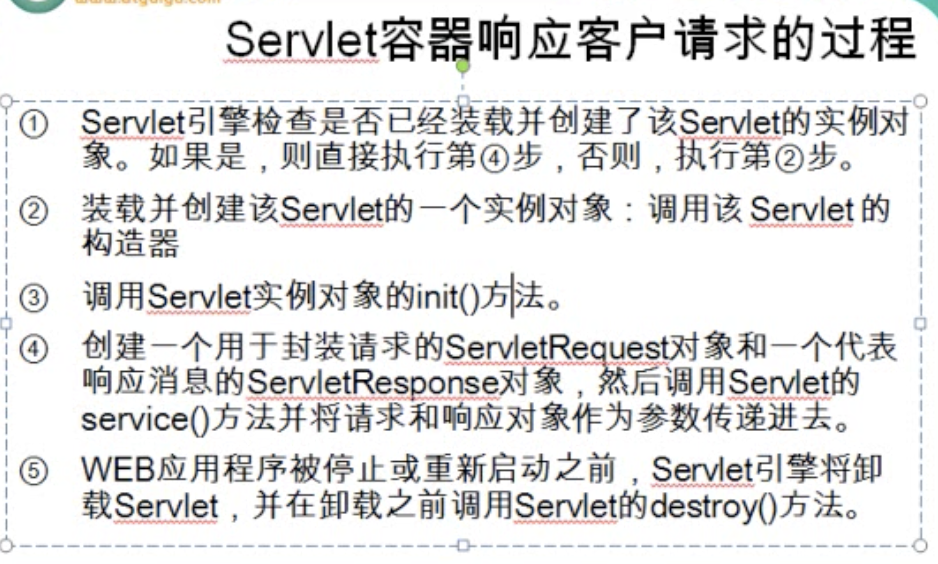 www.atguigu.com
Servlet容器响应客户请求的过程
① Servlet引擎检查是否已经装载并创建了该Servlet的实例对
象。如果是，则直接执行第④步，否则，执行第②步。
② 装载并创建该Servlet的一个实例对象：调用该 Servlet 的
构造器
③ 调用Servlet实例对象的init()方法。
④ 创建一个用于封装请求的ServletRequest对象和一个代表
响应消息的ServletResponse对象，然后调用Servlet的
service()方法并将请求和响应对象作为参数传递进去。
⑤ WEB应用程序被停止或重新启动之前，Servlet引擎将卸
载Servlet，并在卸载之前调用Servlet的destroy()方法。